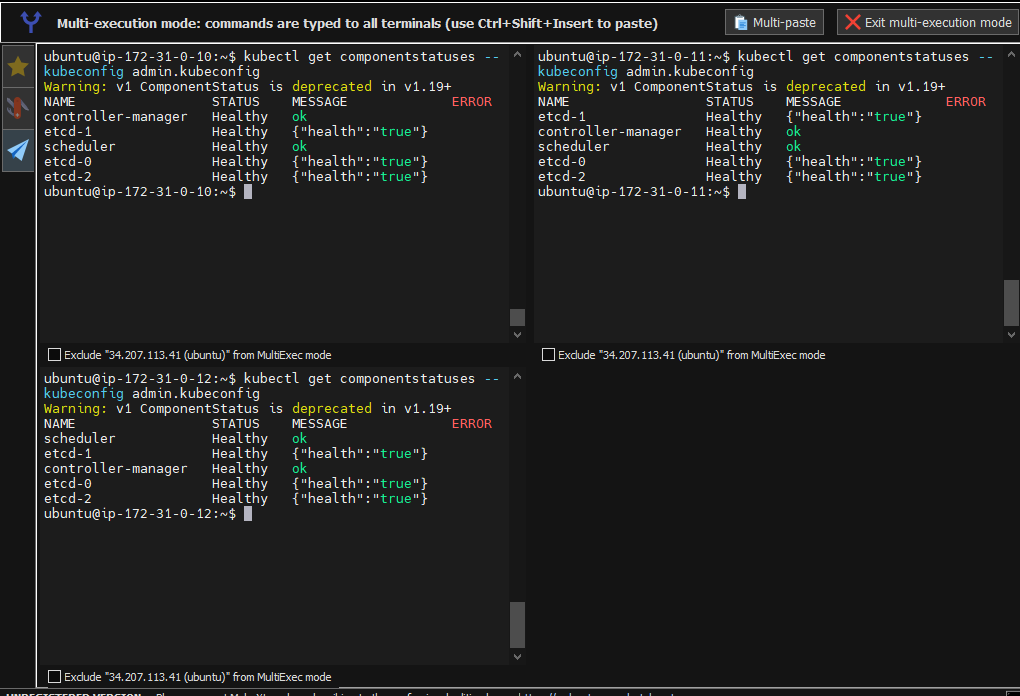 Multi-execution mode: commands are typed to all terminals (use Ctrl+Shift+Insert to paste)
Multi-paste
Exit multi-execution mode
ubuntu@ip-172-31-0-10:~$ kubectl get componentstatuses --
kubeconfig admin.kubeconfig
Warning: v1 ComponentStatus is deprecated in v1.19+
NAME STATUS MESSAGE ERROR
controller-manager Healthy ok
etcd-1 Healthy {"health":"true"}
scheduler Healthy ok
etcd-0 Healthy {"health":"true"}
etcd-2 Healthy {"health":"true"}
ubuntu@ip-172-31-0-10:~$
Exclude "34.207.113.41 (ubuntu)" from MultiExec mode
ubuntu@ip-172-31-0-11:~$ kubectl get componentstatuses --
kubeconfig admin.kubeconfig
Warning: v1 ComponentStatus is deprecated in v1.19+
NAME STATUS MESSAGE ERROR
etcd-1 Healthy {"health":"true"}
controller-manager Healthy ok
scheduler Healthy ok
etcd-0 Healthy {"health":"true"}
etcd-2 Healthy {"health":"true"}
ubuntu@ip-172-31-0-11:~$
Exclude "34.207.113.41 (ubuntu)" from MultiExec mode
ubuntu@ip-172-31-0-12:~$ kubectl get componentstatuses --
kubeconfig admin.kubeconfig
Warning: v1 ComponentStatus is deprecated in v1.19+
NAME STATUS MESSAGE ERROR
scheduler Healthy ok
etcd-1 Healthy {"health":"true"}
controller-manager Healthy ok
etcd-0 Healthy {"health":"true"}
etcd-2 Healthy {"health":"true"}
ubuntu@ip-172-31-0-12:~$
Exclude "34.207.113.41 (ubuntu)" from MultiExec mode
UNREGISTERED VERSION